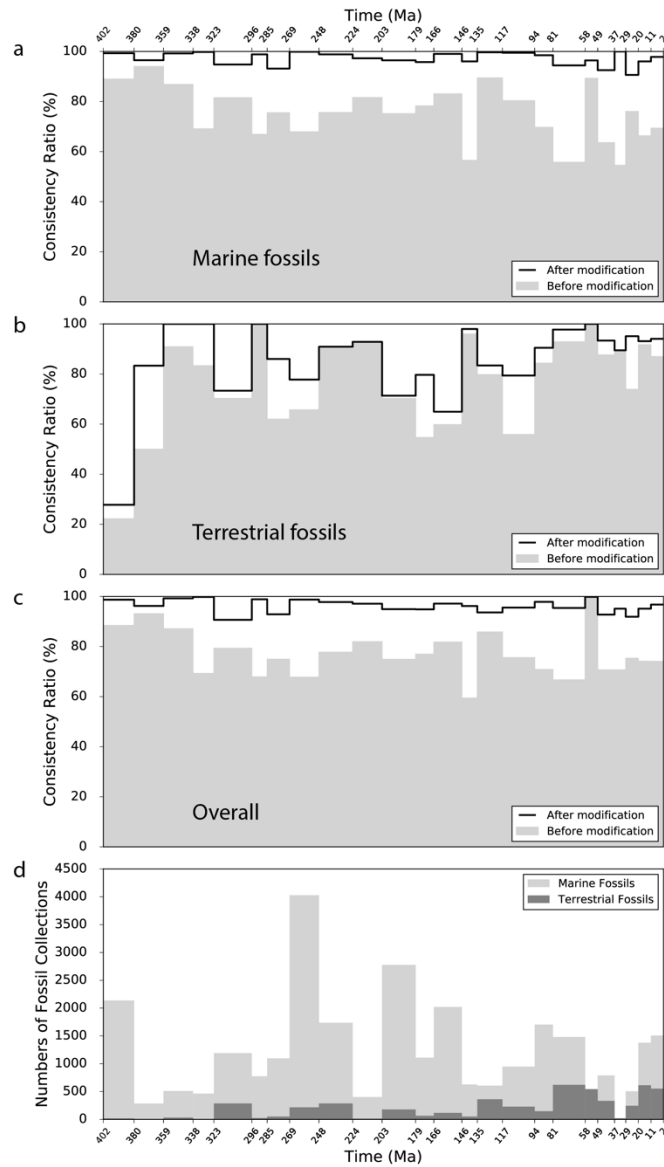 Time (Ma)
402 380 359 338 323 296 285 269 248 224 203 179 166 146 135 117 94 81 58 49 37 29 20 11 2
a
Consistency Ratio (%)
100
80
60
40
20
0
Marine fossils
After modification
Before modification
b
Consistency Ratio (%)
100
80
60
40
20
0
Terrestrial fossils
After modification
Before modification
c
Consistency Ratio (%)
100
80
60
40
20
0
Overall
After modification
Before modification
d
Numbers of Fossil Collections
4500
4000
3500
3000
2500
2000
1500
1000
500
0
Marine Fossils
Terrestrial Fossils
402 380 359 338 323 296 285 269 248 224 203 179 166 146 135 117 94 81 58 49 37 29 20 11 2
Time (Ma)